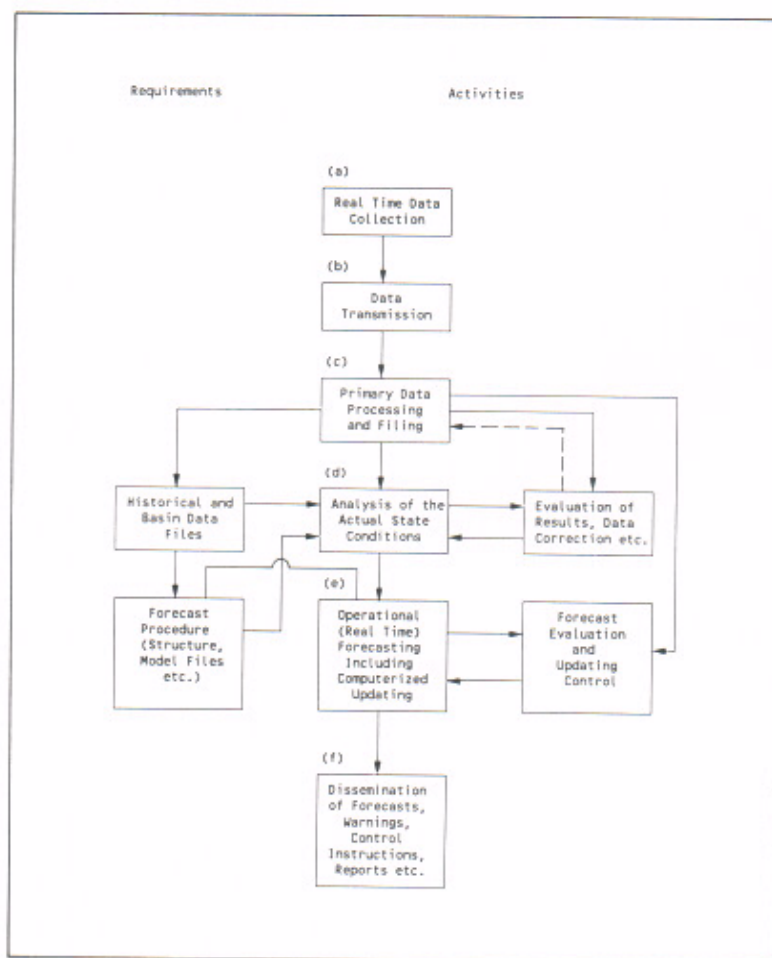 Requirements
Activities
(a)
Real Time Data
Collection
(b)
Data
Transmission
(c)
Primary Data
Processing
and Filing
(d)
Historical and
Basin Data
Files
Analysis of the
Actual State
Conditions
Evaluation of
Results, Data
Correction etc.
(e)
Forecast
Procedure
(Structure,
Model Files
etc.)
Operational
(Real Time)
Forecasting
Including
Computerized
Updating
Forecast
Evaluation
and
Updating
Control
(f)
Dissemination
of Forecasts,
Warnings,
Control
Instructions,
Reports etc.